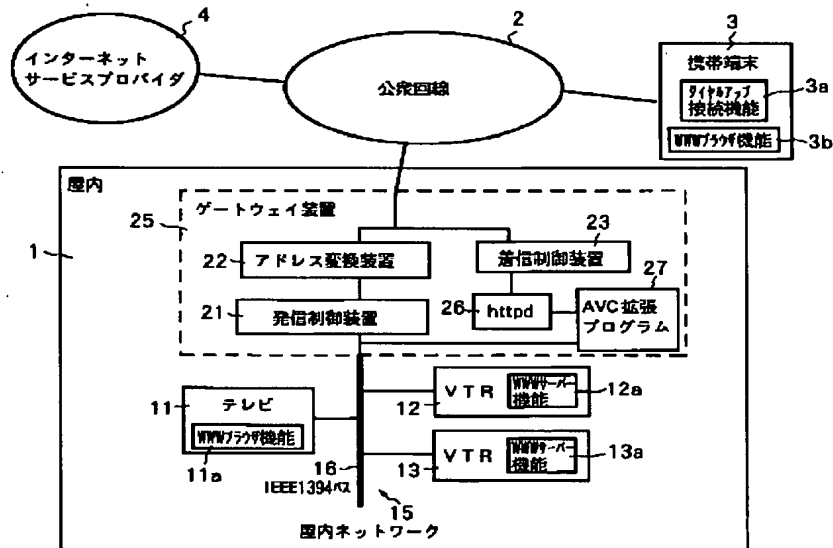 4
インターネット
サービスプロバイダ
2
公衆回線
3
携帯端末
ダイヤルアップ
接続機能
3a
WWWブラウザ機能
3b
屋内
1
25
ゲートウェイ装置
22
アドレス変換装置
23
着信制御装置
21
発信制御装置
26
httpd
27
AVC拡張
プログラム
11
テレビ
WWWブラウザ機能
11a
12
VTR
WWWサーバー
機能
12a
13
VTR
WWWサーバー
機能
13a
16
IEEE1394バス
15
屋内ネットワーク